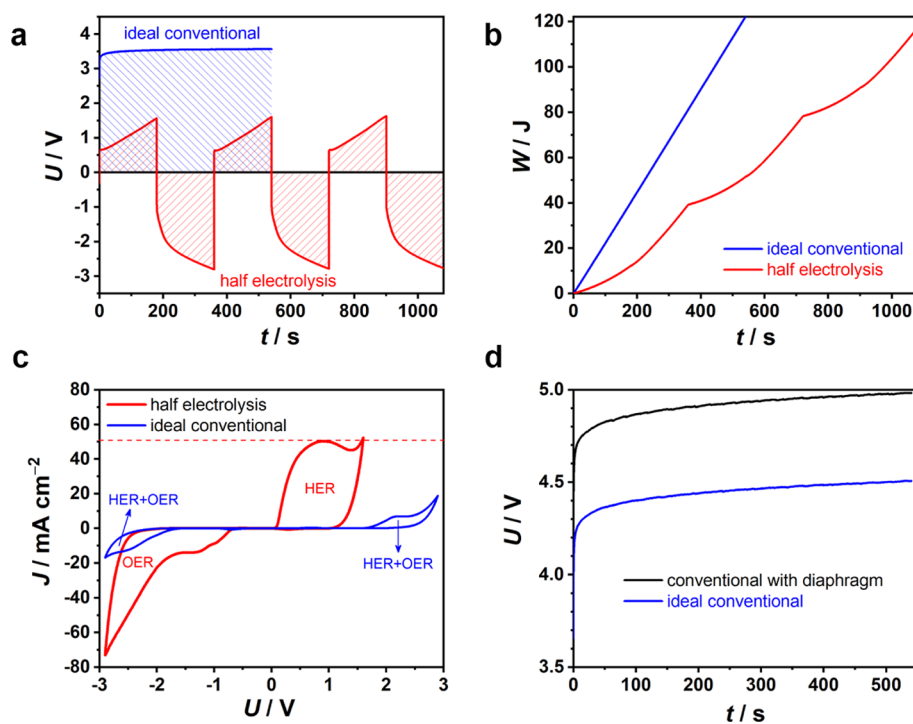 a
ideal conventional
4
3
2
1
0
-1
-2
-3
U / V
half electrolysis
0 200 400 600 800 1000
t / s
b
120
100
80
60
40
20
0
W / J
ideal conventional
half electrolysis
0 200 400 600 800 1000
t / s
c
80
60
40
20
0
-20
-40
-60
-80
J / mA cm⁻²
half electrolysis
ideal conventional
HER
HER+OER
OER
HER+OER
-3 -2 -1 0 1 2 3
U / V
d
5.0
4.5
4.0
3.5
U / V
conventional with diaphragm
ideal conventional
0 100 200 300 400 500
t / s